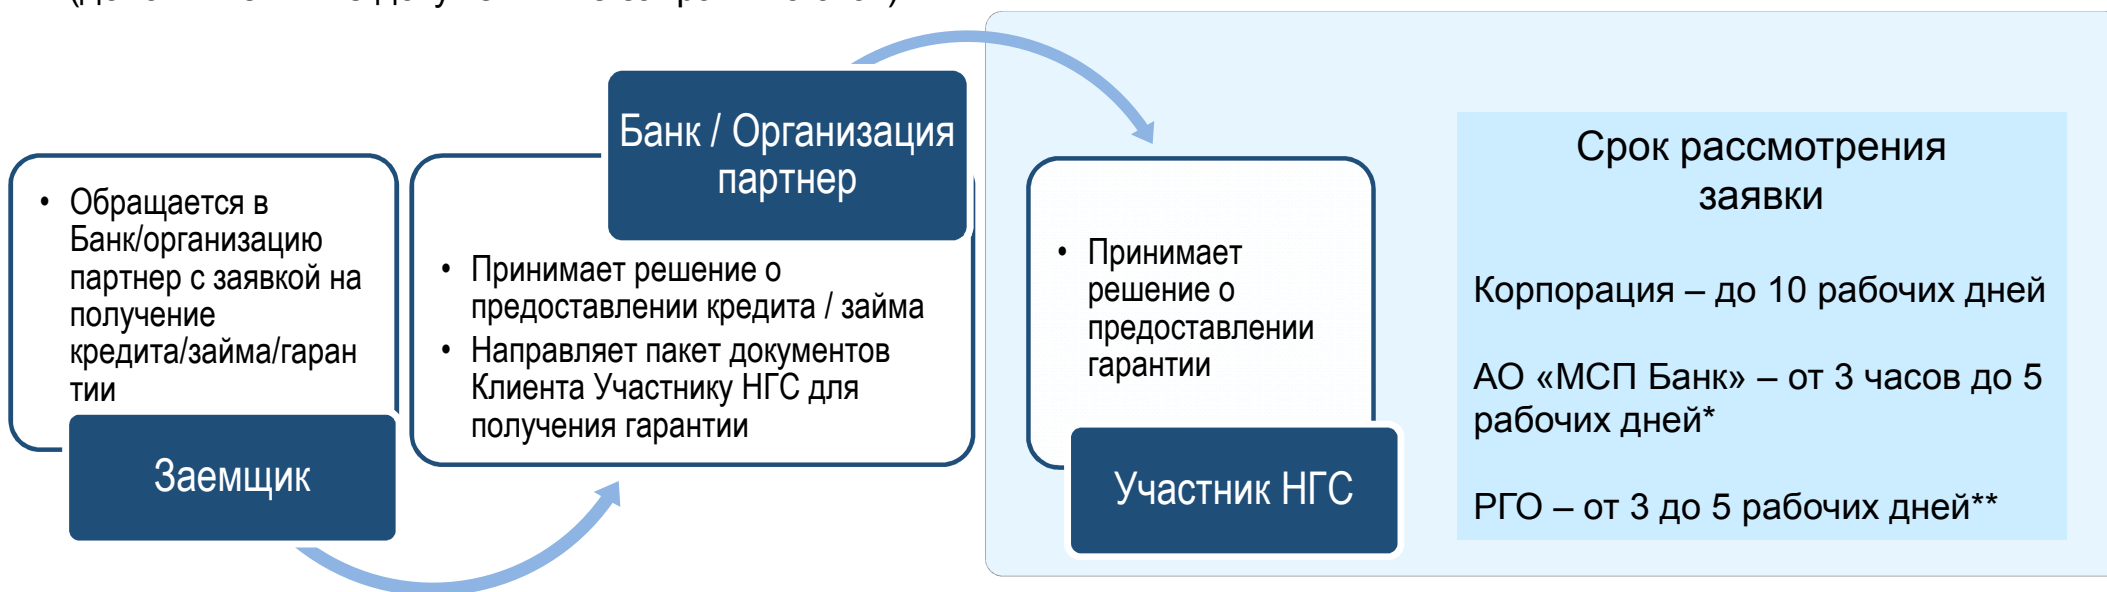 • Обращается в
Банк/организацию
партнер с заявкой на
получение
кредита/займа/гаран
тии
Заемщик
Банк / Организация
партнер
• Принимает решение о
предоставлении кредита / займа
• Направляет пакет документов
Клиента Участнику НГС для
получения гарантии
• Принимает
решение о
предоставлении
гарантии
Участник НГС
Срок рассмотрения
заявки
Корпорация – до 10 рабочих дней
АО «МСП Банк» – от 3 часов до 5
рабочих дней*
РГО – от 3 до 5 рабочих дней**